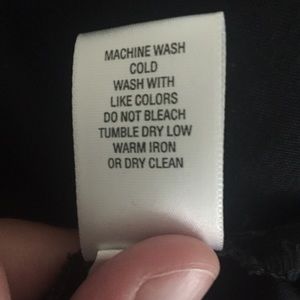 MACHINE WASH
COLD
WASH WITH
LIKE COLORS
DO NOT BLEACH
TUMBLE DRY LOW
WARM IRON
OR DRY CLEAN